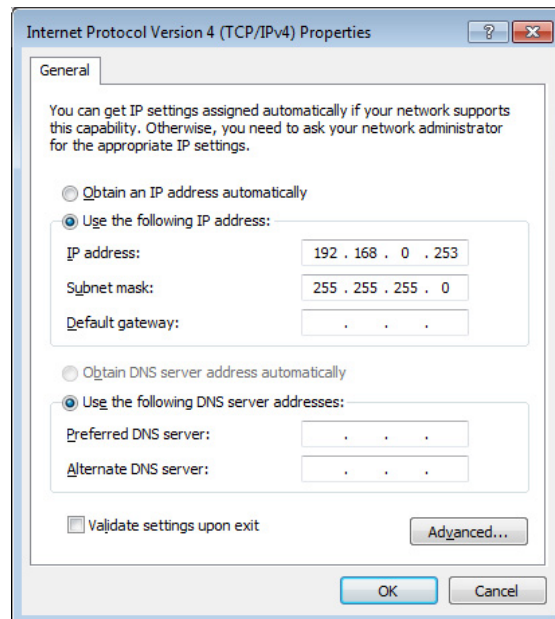 Internet Protocol Version 4 (TCP/IPv4) Properties
General
You can get IP settings assigned automatically if your network supports
this capability. Otherwise, you need to ask your network administrator
for the appropriate IP settings.
Obtain an IP address automatically
Use the following IP address:
IP address: 192 . 168 . 0 . 253
Subnet mask: 255 . 255 . 255 . 0
Default gateway: . . .
Obtain DNS server address automatically
Use the following DNS server addresses:
Preferred DNS server: . . .
Alternate DNS server: . . .
Validate settings upon exit
Advanced...
OK Cancel